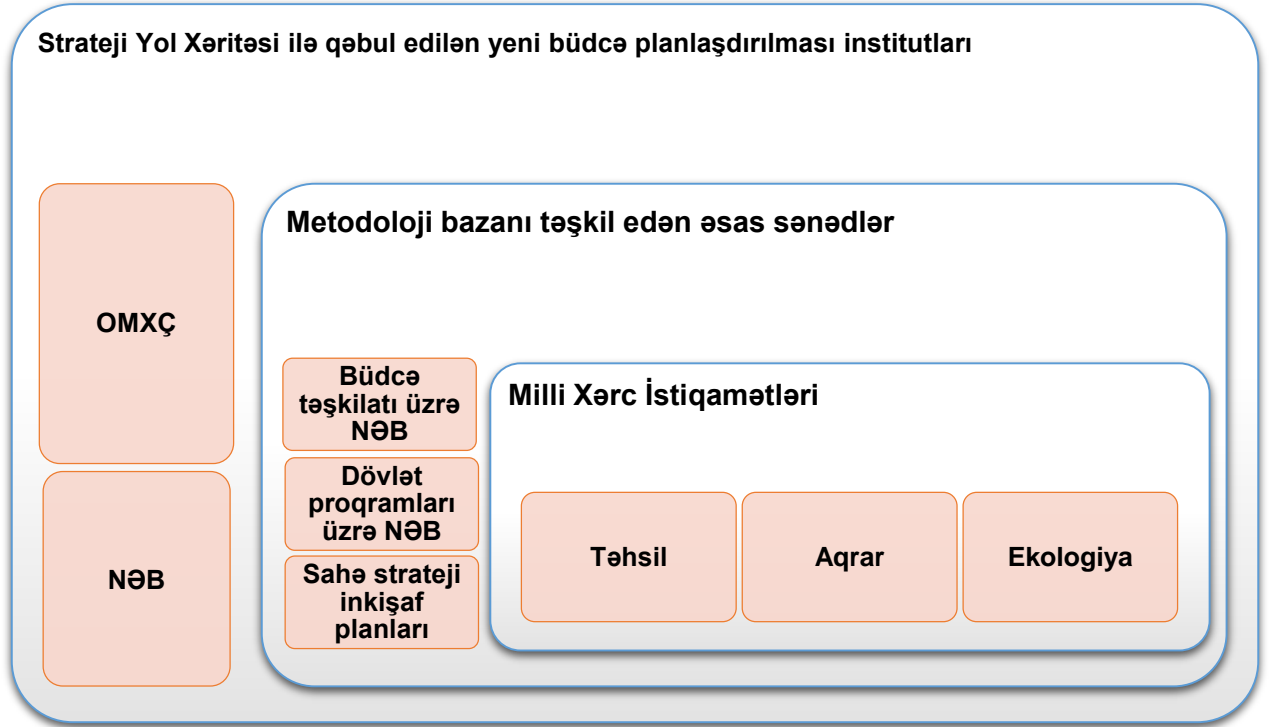 Strateji Yol Xəritəsi ilə qəbul edilən yeni büdcə planlaşdırılması institutları
OMXÇ
NƏB
Metodoloji bazanı təşkil edən əsas sənədlər
Büdcə
təşkilatı üzrə
NƏB
Dövlət
proqramları
üzrə NƏB
Sahə strateji
inkişaf
planları
Milli Xərc İstiqamətləri
Təhsil
Aqrar
Ekologiya